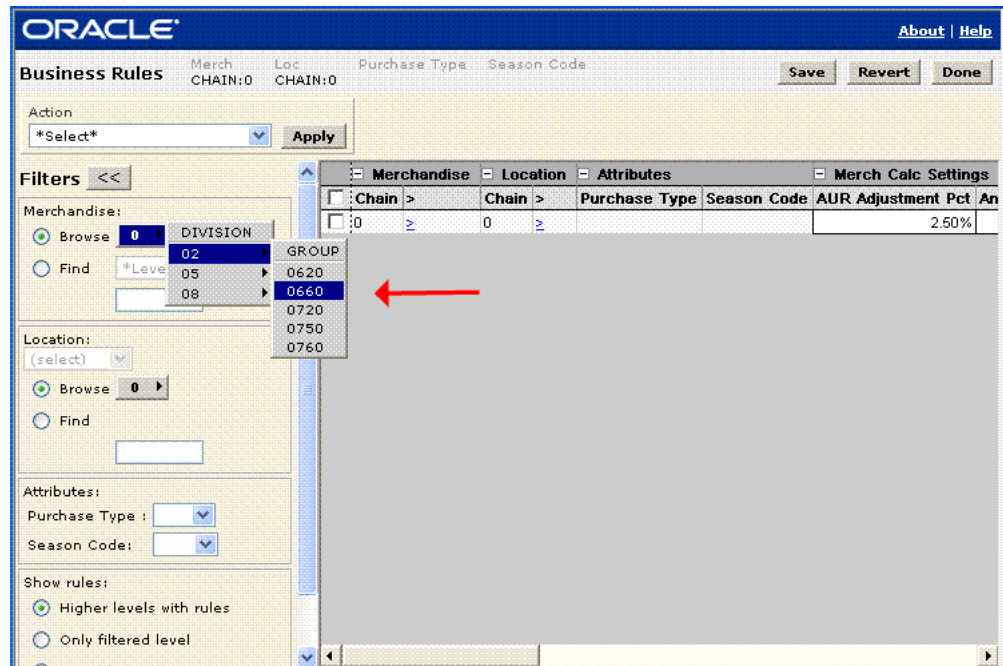 ORACLE
About | Help
Business Rules
Merch
CHAIN:0
Loc
CHAIN:0
Purchase Type
Season Code
Save
Revert
Done
Action
*Select*
Apply
Filters <<
Merchandise:
Browse 0
Find *Leve
DIVISION
02
05
08
GROUP
0620
0660
0720
0750
0760
Location:
(select)
Browse 0
Find
Attributes:
Purchase Type :
Season Code:
Show rules:
Higher levels with rules
Only filtered level
Merchandise Location Attributes Merch Calc Settings
Chain > Chain > Purchase Type Season Code AUR Adjustment Pct An
0 > 0 > 2.50%